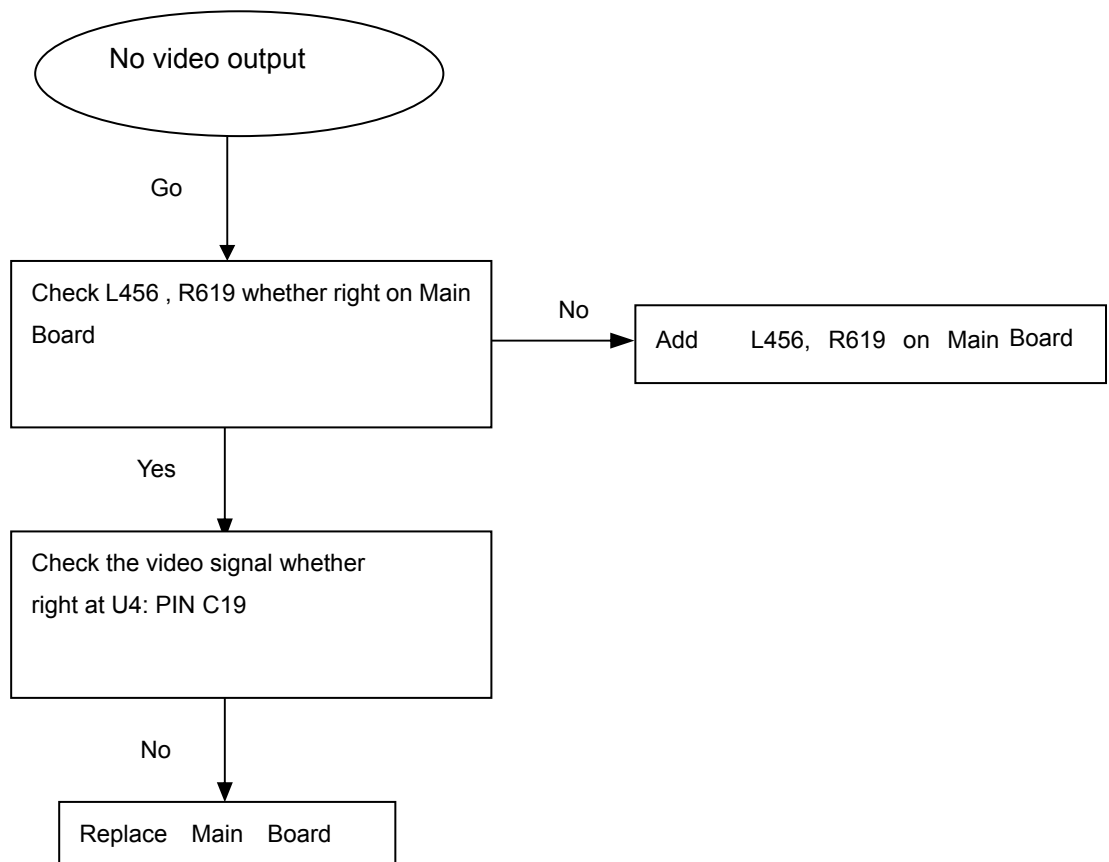 No video output
Go
Check L456 , R619 whether right on Main
Board
No
Add L456, R619 on Main Board
Yes
Check the video signal whether
right at U4: PIN C19
No
Replace Main Board